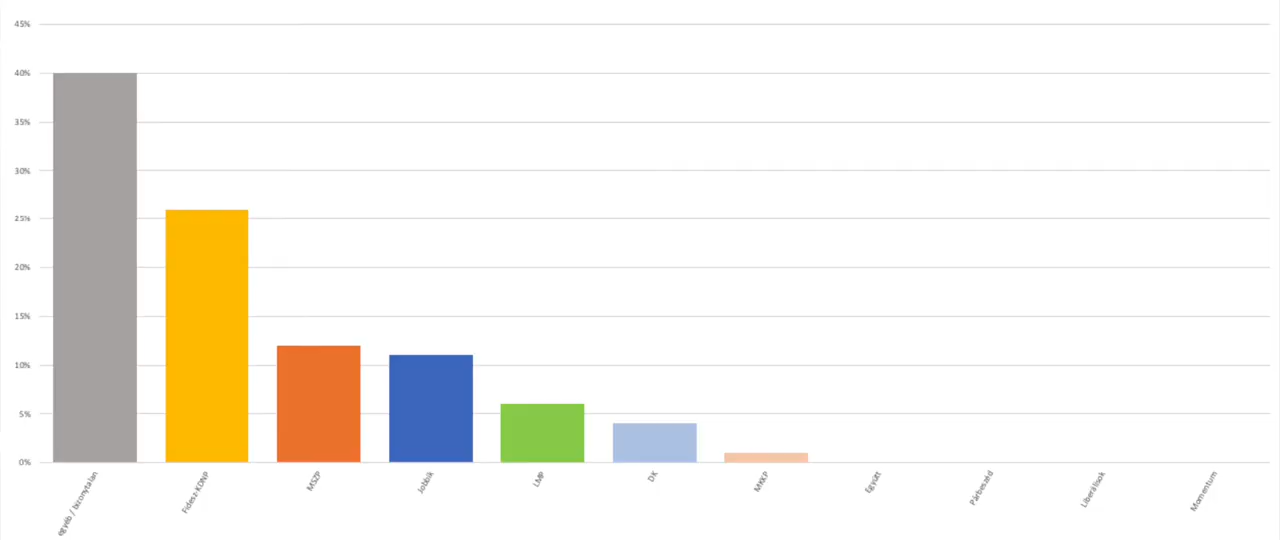 45%
40%
35%
30%
25%
20%
15%
10%
5%
0%
egyéb / bizonytalan
Fidesz-KDNP
MSZP
Jobbik
LMP
DK
MKKP
Együtt
Párbeszéd
Liberálisok
Momentum